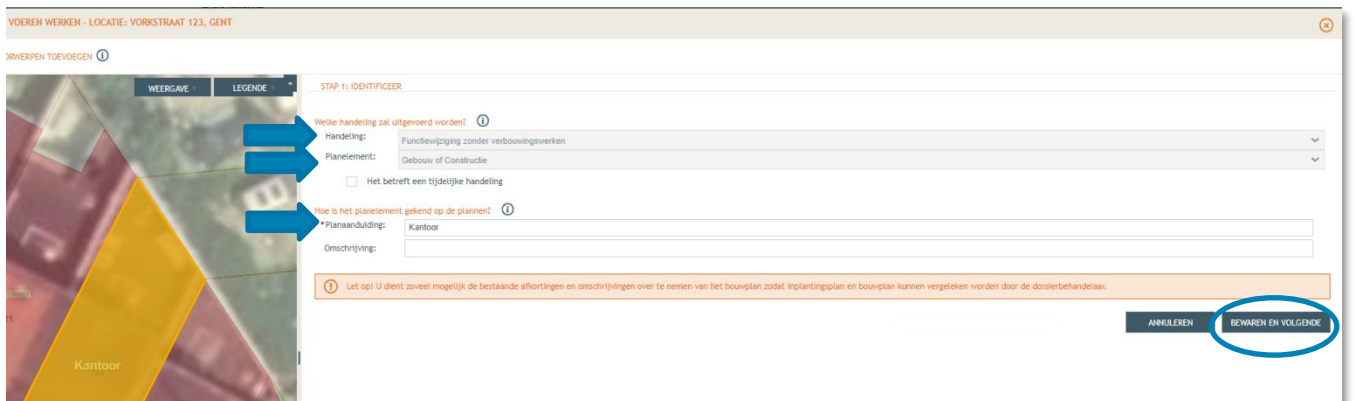 VOEREN WERKEN - LOCATIE: VORKSTRAAT 123, GENT
ORWERPEN TOEVOEGEN
WEERGAVE
LEGENDE
STAP 1: IDENTIFICEER
Welke handeling zal uitgevoerd worden?
Handeling: Functiewijziging zonder verbouwingswerken
Planelement: Gebouw of Constructie
Het betreft een tijdelijke handeling
Hoe is het planelement gekend op de plannen?
*Planaanduiding: Kantoor
Omschrijving:
Let op! U dient zoveel mogelijk de bestaande afkortingen en omschrijvingen over te nemen van het bouwplan zodat inplantingsplan en bouwplan kunnen vergeleken worden door de dossierbehandelaar.
ANNULEREN
BEWAREN EN VOLGENDE
Kantoor